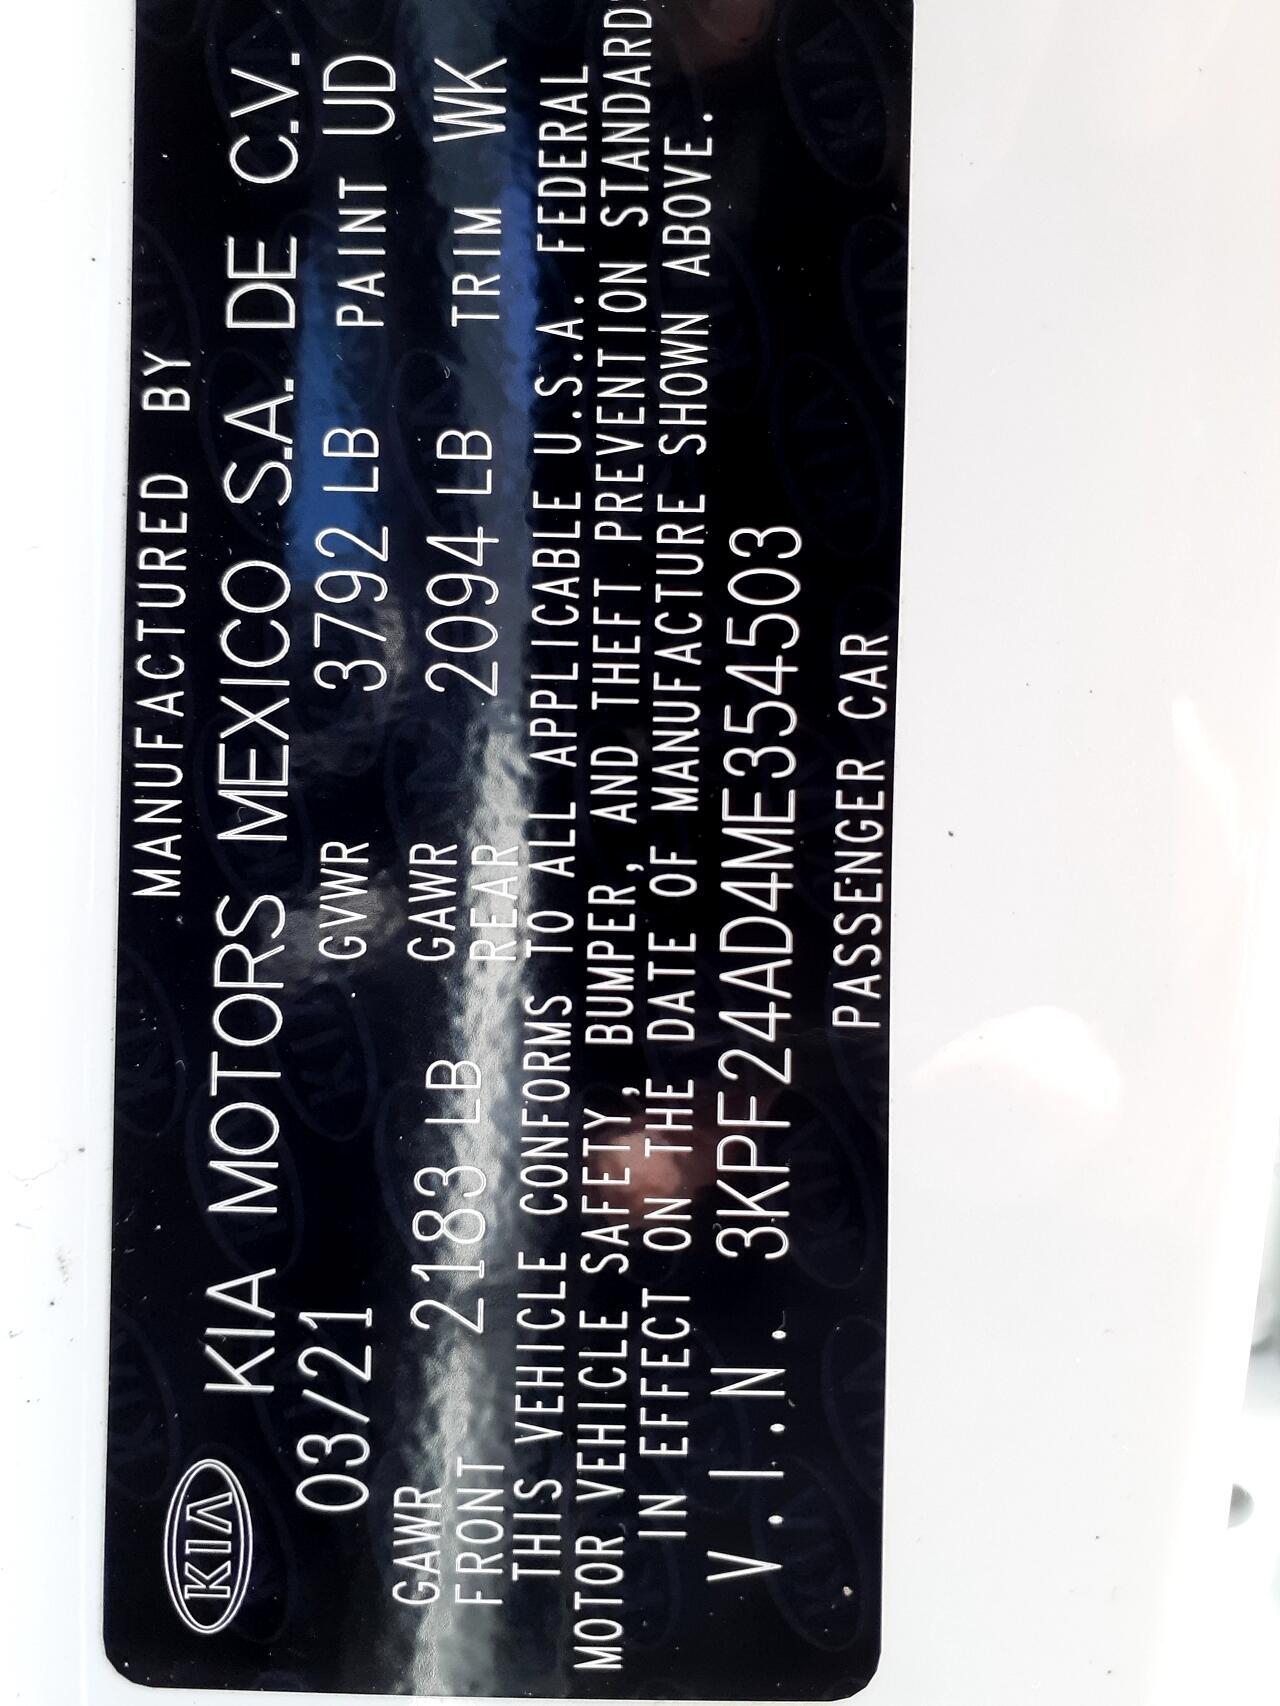 MANUFACTURED BY
KIA KIA MOTORS MEXICO S.A. DE C.V.
03/21 GVWR 3792 LB PAINT UD
GAWR FRONT 2183 LB GAWR REAR 2094 LB TRIM WK
THIS VEHICLE CONFORMS TO ALL APPLICABLE U.S.A. FEDERAL
MOTOR VEHICLE SAFETY, BUMPER, AND THEFT PREVENTION STANDARDS
IN EFFECT ON THE DATE OF MANUFACTURE SHOWN ABOVE.
V.I.N. 3KPF24AD4ME354503
PASSENGER CAR